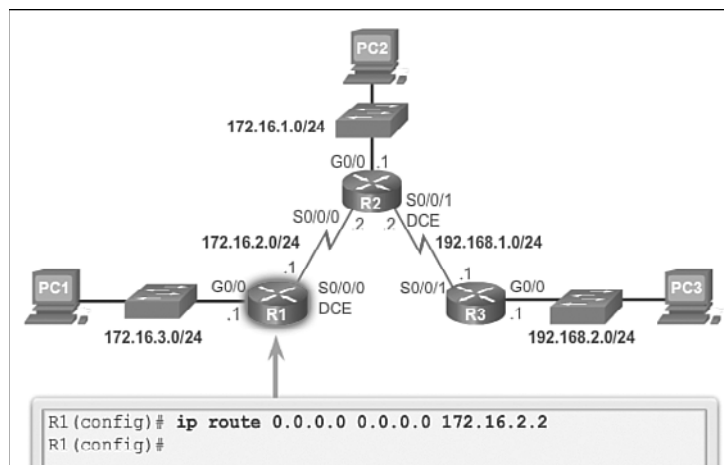 PC2
172.16.1.0/24
G0/0 .1
R2
S0/0/0 S0/0/1
.2 .2 DCE
172.16.2.0/24 192.168.1.0/24
.1 .1
PC1 G0/0 S0/0/0 S0/0/1 G0/0 PC3
.1 R1 DCE R3 .1
172.16.3.0/24 192.168.2.0/24
R1(config)# ip route 0.0.0.0 0.0.0.0 172.16.2.2
R1(config)#